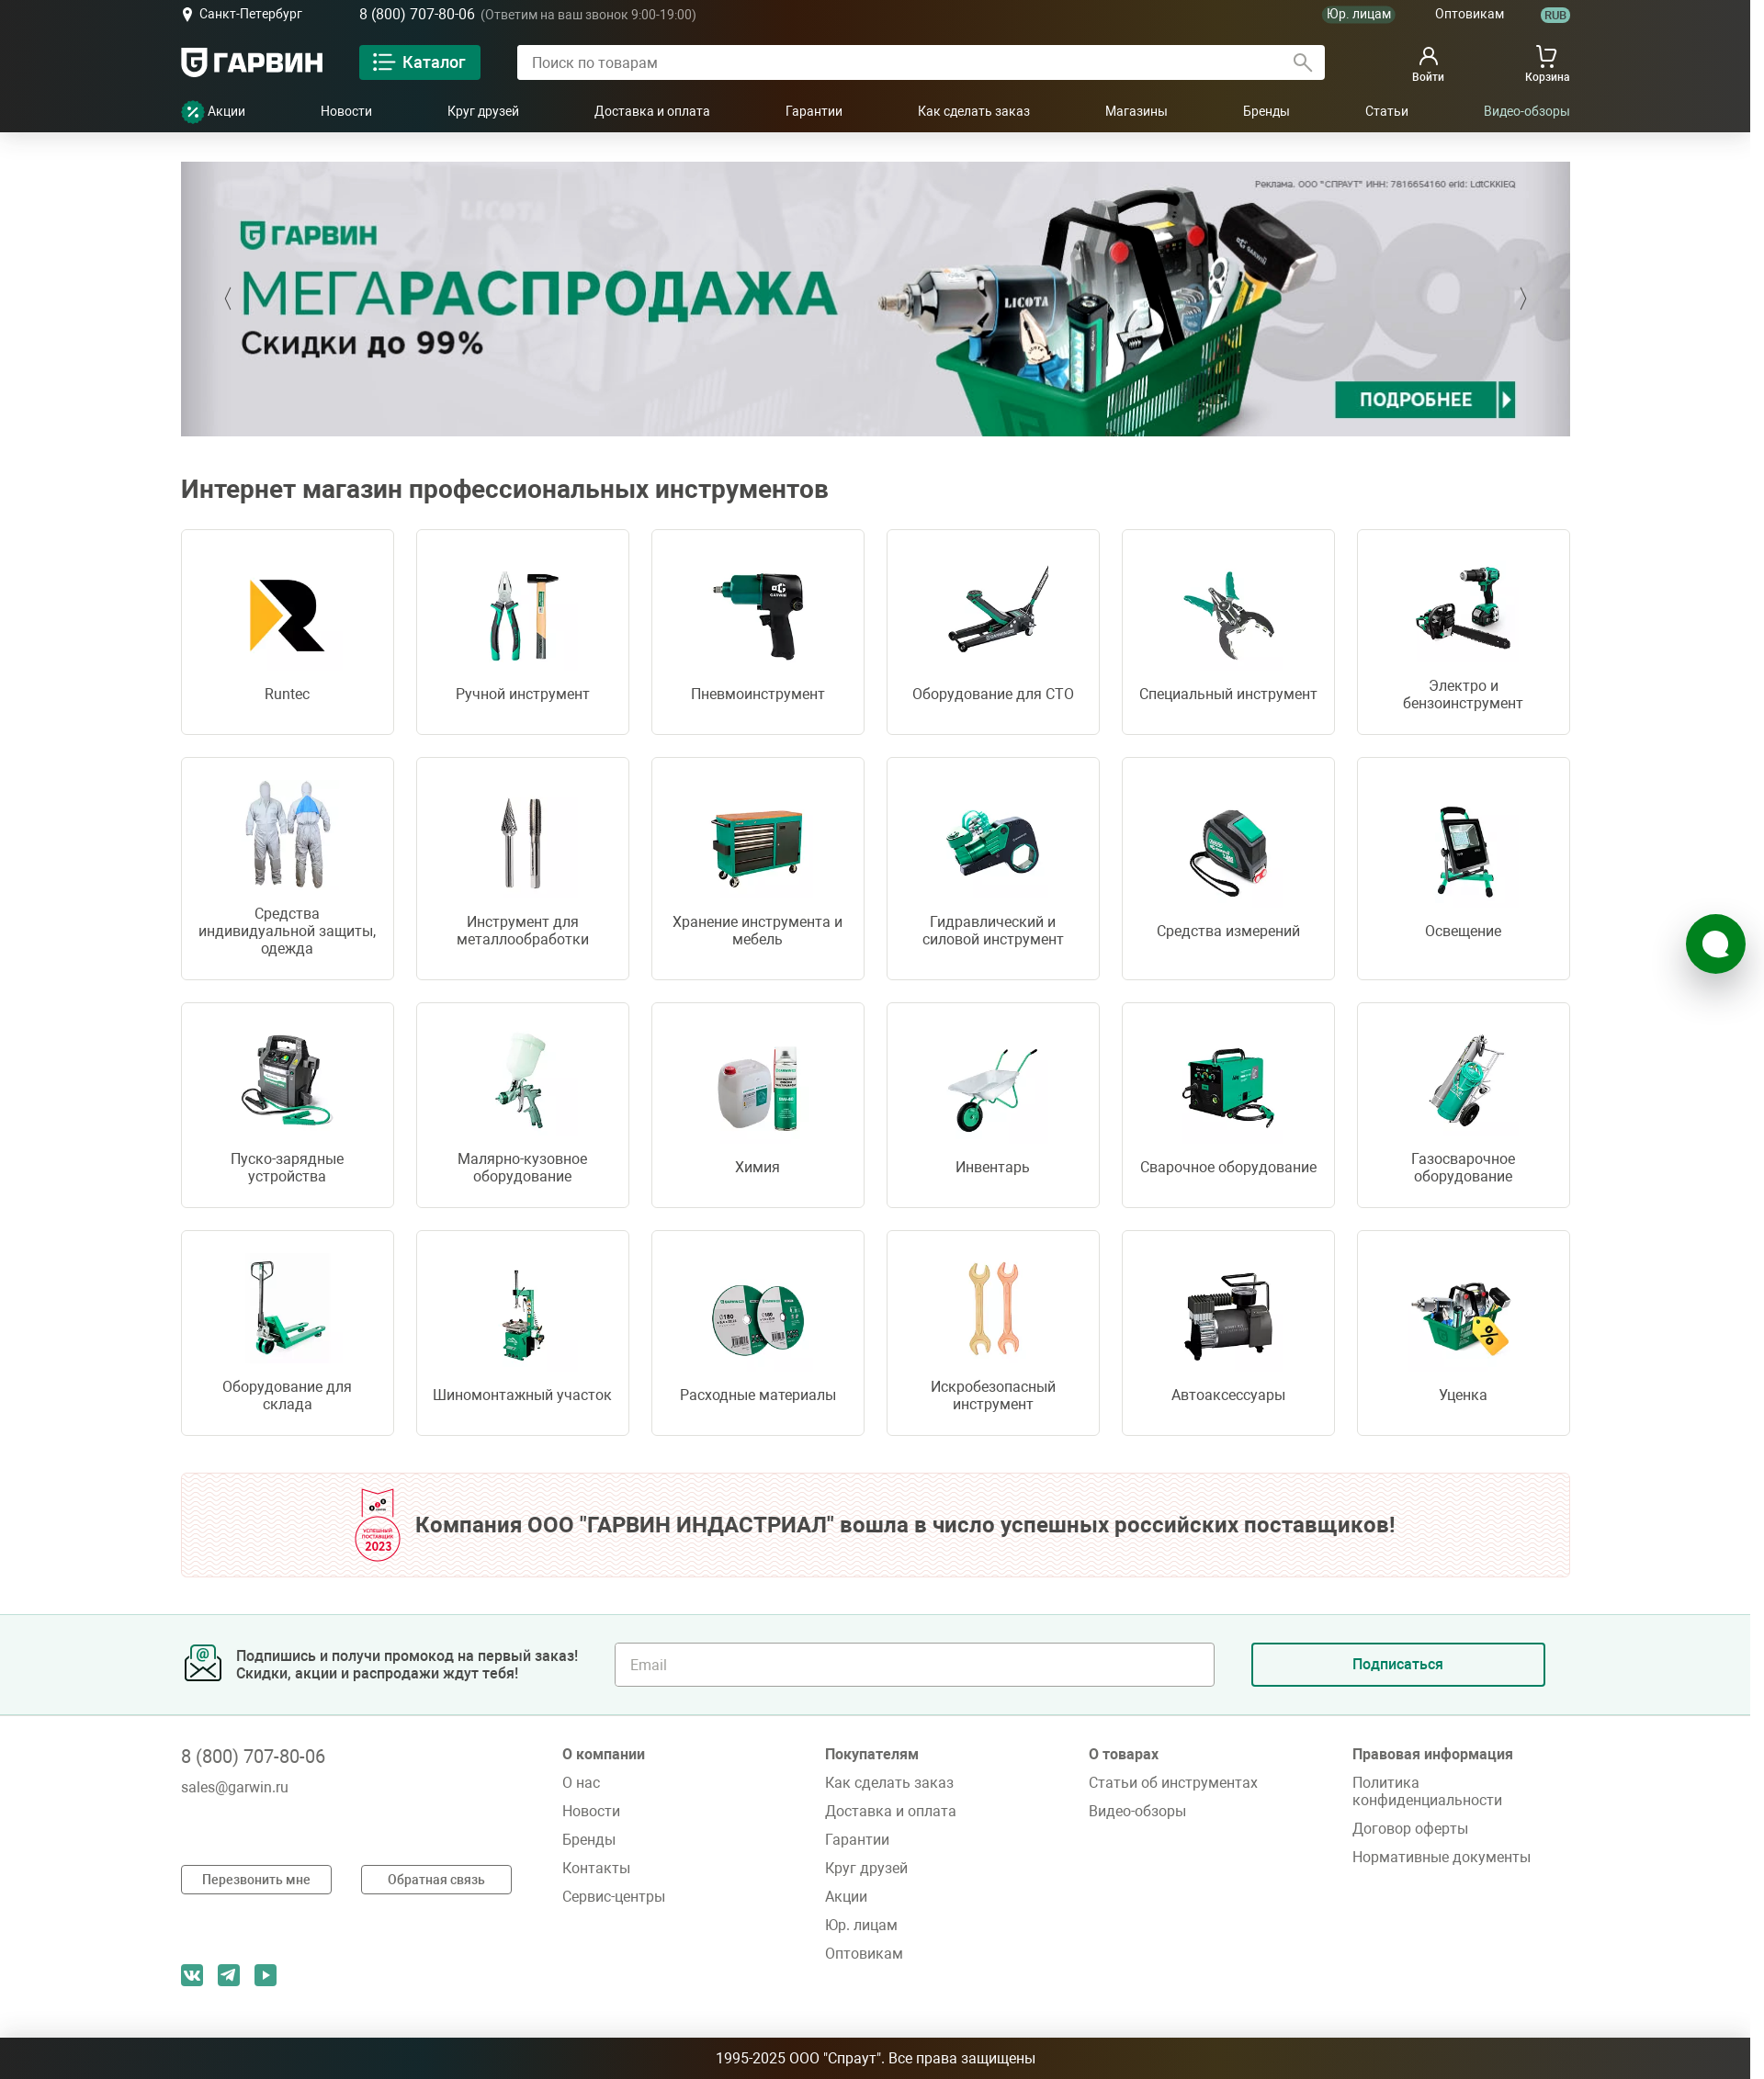 Санкт-Петербург
8 (800) 707-80-06 (Ответим на ваш звонок 9:00-19:00)
Юр. лицам
Оптовикам
RUB
ГАРВИН
Каталог
Поиск по товарам
Войти
Корзина
Акции
Новости
Круг друзей
Доставка и оплата
Гарантии
Как сделать заказ
Магазины
Бренды
Статьи
Видео-обзоры
Реклама. ООО "СПРАУТ" ИНН: 7816654160 erid: LdtCKKiEQ
ГАРВИН
МЕГАРАСПРОДАЖА
Скидки до 99%
LICOTA
GARWIN
ПОДРОБНЕЕ
Интернет магазин профессиональных инструментов
Runtec
Ручной инструмент
Пневмоинструмент
Оборудование для СТО
Специальный инструмент
Электро и
бензоинструмент
Средства
индивидуальной защиты,
одежда
Инструмент для
металлообработки
Хранение инструмента и
мебель
Гидравлический и
силовой инструмент
Средства измерений
Освещение
Пуско-зарядные
устройства
Малярно-кузовное
оборудование
Химия
Инвентарь
Сварочное оборудование
Газосварочное
оборудование
Оборудование для
склада
Шиномонтажный участок
Расходные материалы
Искробезопасный
инструмент
Автоаксессуары
Уценка
УСПЕШНЫЙ
ПОСТАВЩИК
2023
Компания ООО "ГАРВИН ИНДАСТРИАЛ" вошла в число успешных российских поставщиков!
Подпишись и получи промокод на первый заказ!
Скидки, акции и распродажи ждут тебя!
Email
Подписаться
8 (800) 707-80-06
sales@garwin.ru
Перезвонить мне
Обратная связь
О компании
О нас
Новости
Бренды
Контакты
Сервис-центры
Покупателям
Как сделать заказ
Доставка и оплата
Гарантии
Круг друзей
Акции
Юр. лицам
Оптовикам
О товарах
Статьи об инструментах
Видео-обзоры
Правовая информация
Политика
конфиденциальности
Договор оферты
Нормативные документы
1995-2025 ООО "Спраут". Все права защищены